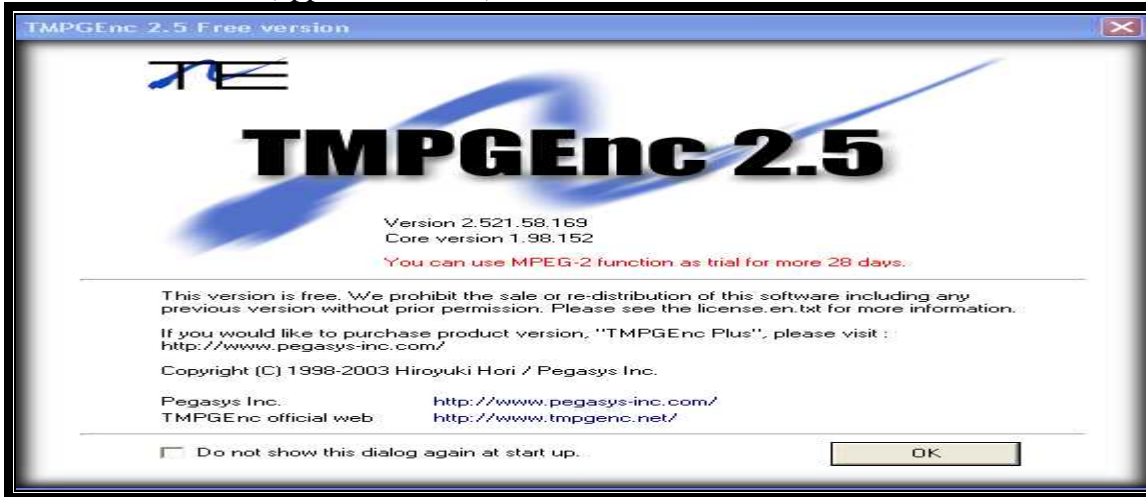 TMPGEnc 2.5 Free version
TE
TMPGEnc 2.5
Version 2.521.58.169
Core version 1.98.152
You can use MPEG-2 function as trial for more 28 days.
This version is free. We prohibit the sale or re-distribution of this software including any
previous version without prior permission. Please see the license.en.txt for more information.
If you would like to purchase product version, "TMPGEnc Plus", please visit :
http://www.pegasys-inc.com/
Copyright (C) 1998-2003 Hiroyuki Hori / Pegasys Inc.
Pegasys Inc. http://www.pegasys-inc.com/
TMPGEnc official web http://www.tmpgenc.net/
Do not show this dialog again at start up.
OK